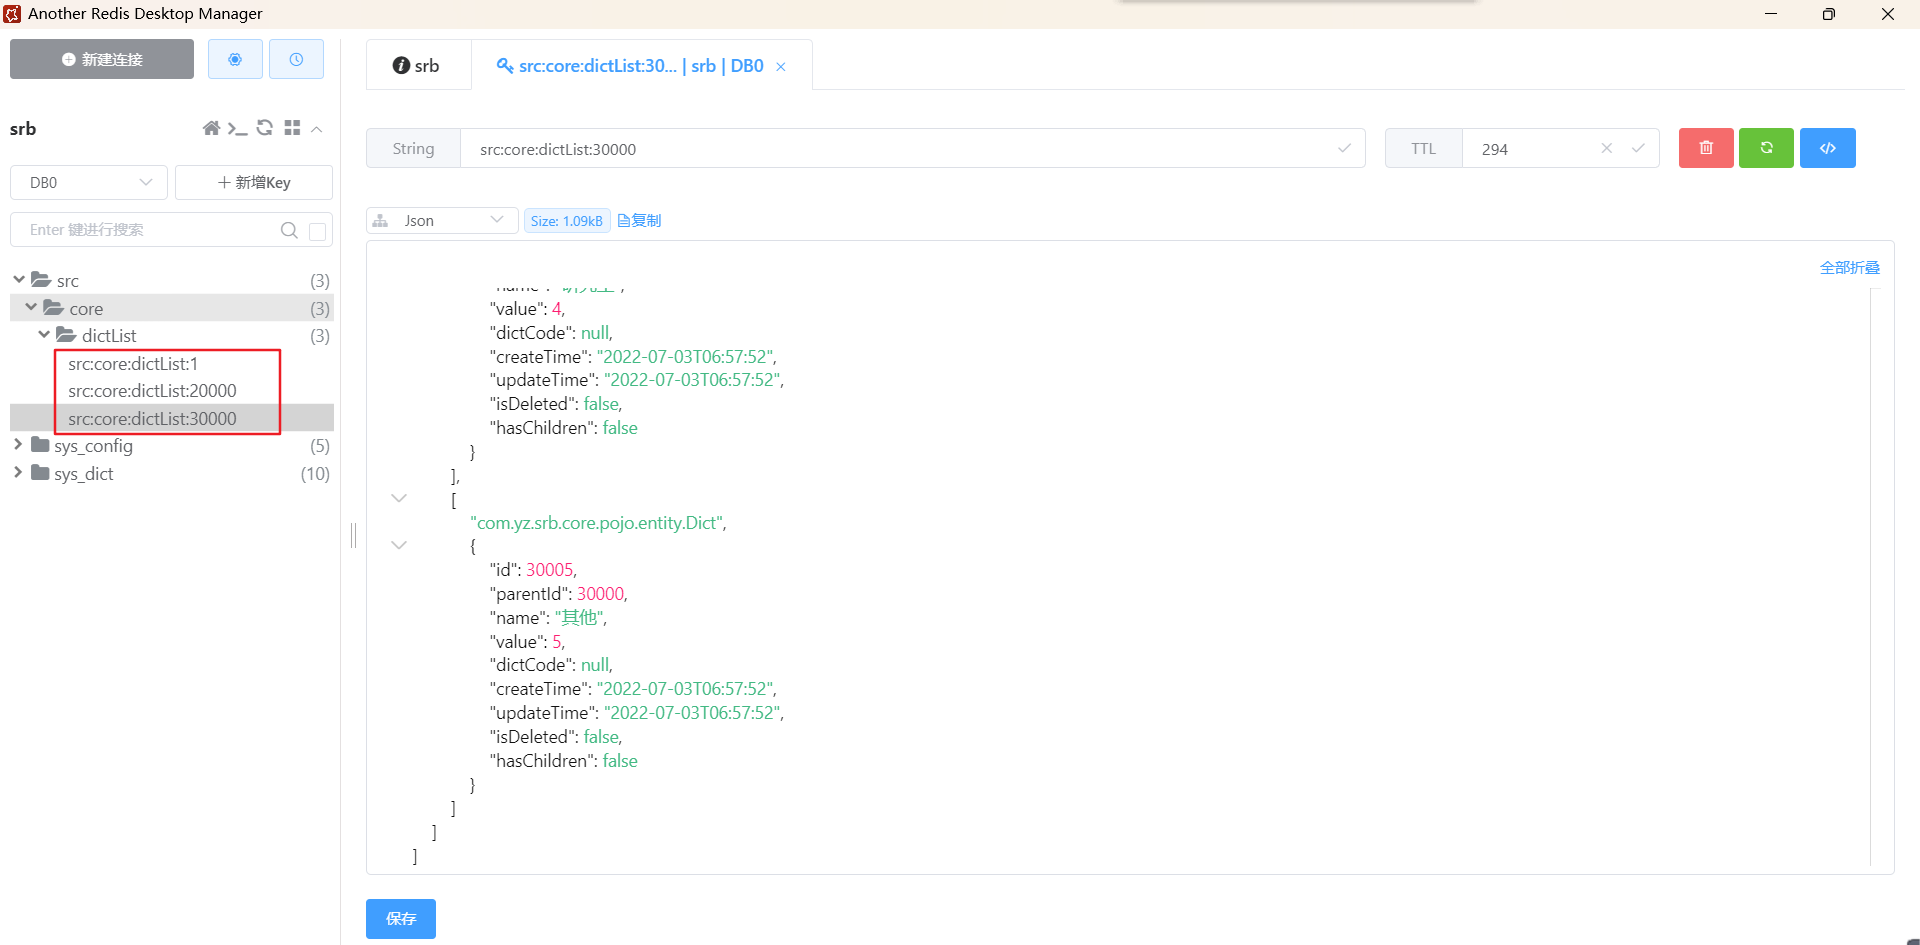 Another Redis Desktop Manager
新建连接
srb
DB0
新增Key
Enter 键进行搜索
src (3)
core (3)
dictList (3)
src:core:dictList:1
src:core:dictList:20000
src:core:dictList:30000
sys_config (5)
sys_dict (10)
srb
src:core:dictList:30... | srb | DB0
String
src:core:dictList:30000
TTL
294
Json
Size: 1.09kB
复制
全部折叠
"name": "研究生",
"value": 4,
"dictCode": null,
"createTime": "2022-07-03T06:57:52",
"updateTime": "2022-07-03T06:57:52",
"isDeleted": false,
"hasChildren": false
}
],
[
"com.yz.srb.core.pojo.entity.Dict",
{
"id": 30005,
"parentId": 30000,
"name": "其他",
"value": 5,
"dictCode": null,
"createTime": "2022-07-03T06:57:52",
"updateTime": "2022-07-03T06:57:52",
"isDeleted": false,
"hasChildren": false
}
]
]
]
保存